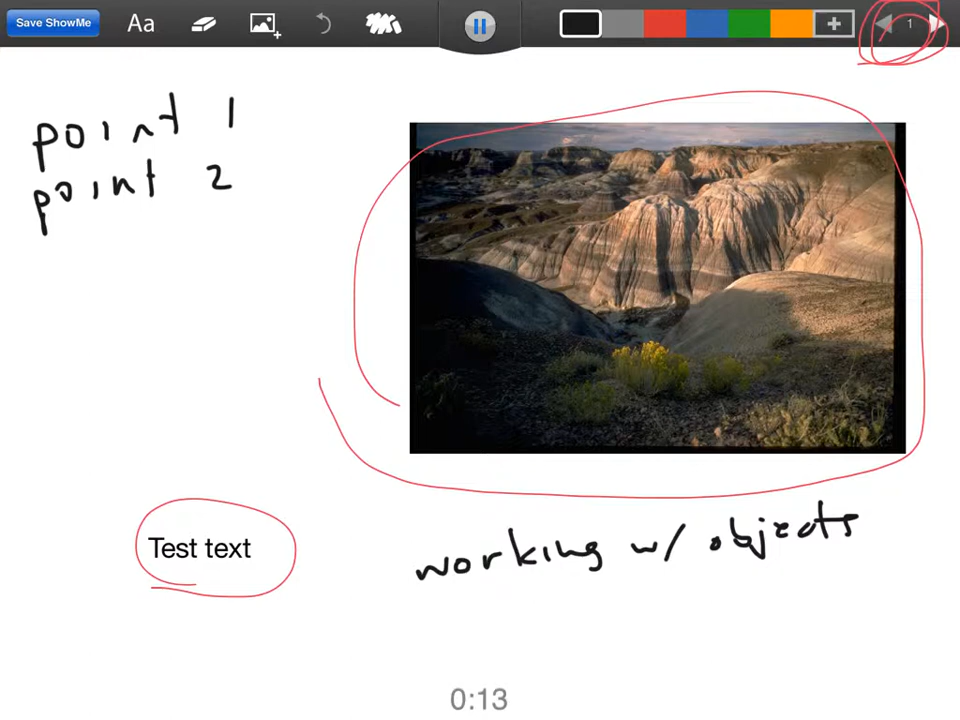 Save ShowMe Aa 1
point 1
point 2
Test text
working w/ objects
0:13